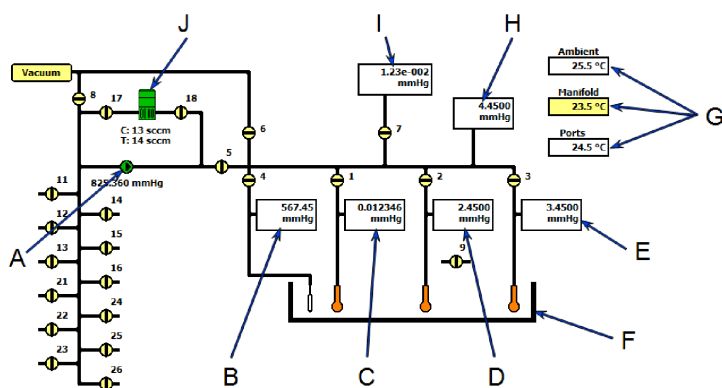 J
I
H
1.23e-002
mmHg
Ambient
25.5 °C
Vacuum
4.4500
mmHg
Manifold
23.5 °C
8
17
18
C: 13 sccm
T: 14 sccm
6
7
Ports
24.5 °C
G
5
825.360 mmHg
4
1
2
3
11
12
13
21
22
23
14
15
16
24
25
26
567.45
mmHg
0.012346
mmHg
2.4500
mmHg
3.4500
mmHg
9
A
E
F
B
C
D